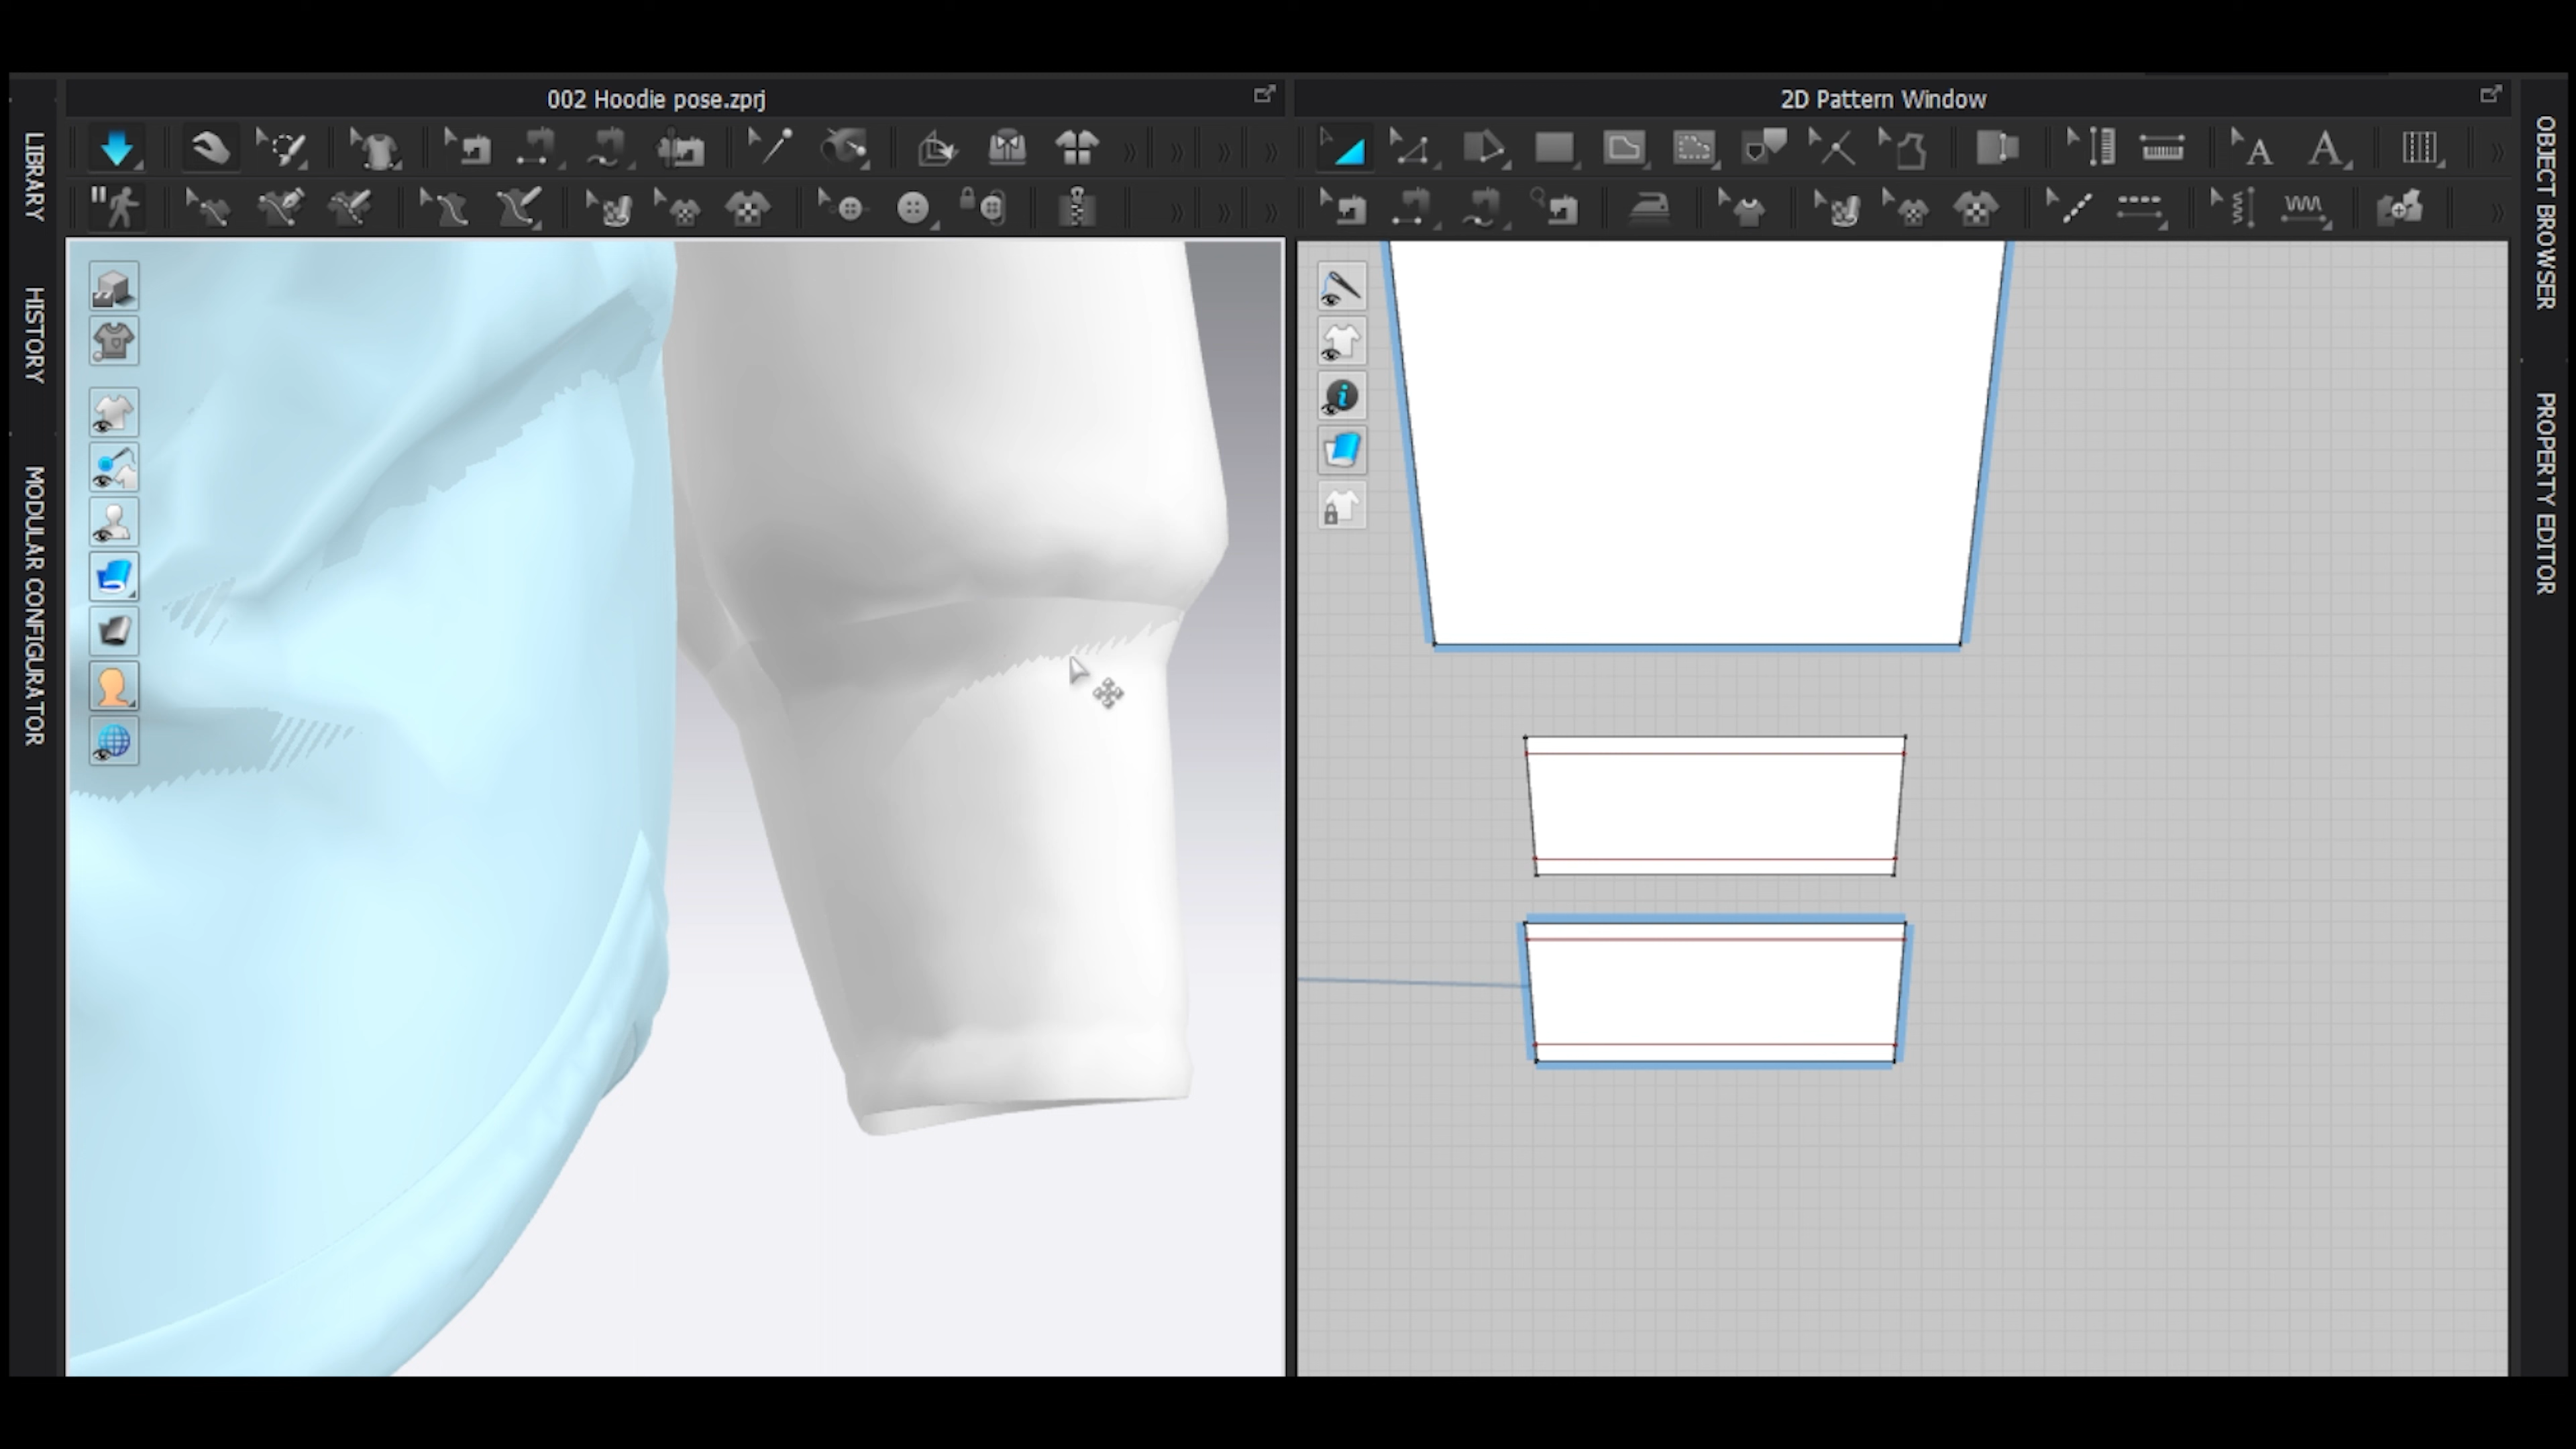 002 Hoodie pose.zprj
2D Pattern Window
LIBRARY
HISTORY
MODULAR CONFIGURATOR
OBJECT BROWSER
PROPERTY EDITOR
A
A